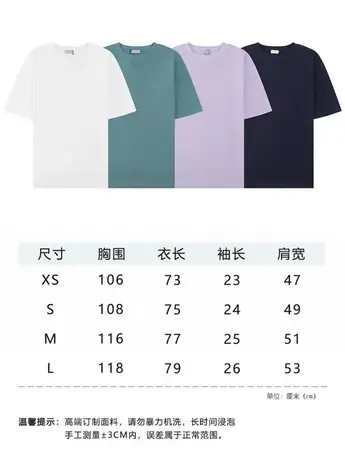 尺寸 胸围 衣长 袖长 肩宽
XS 106 73 23 47
S 108 75 24 49
M 116 77 25 51
L 118 79 26 53
单位：厘米（cm）
温馨提示：高端订制面料，请勿暴力机洗，长时间浸泡
手工测量±3CM内，误差属于正常范围。